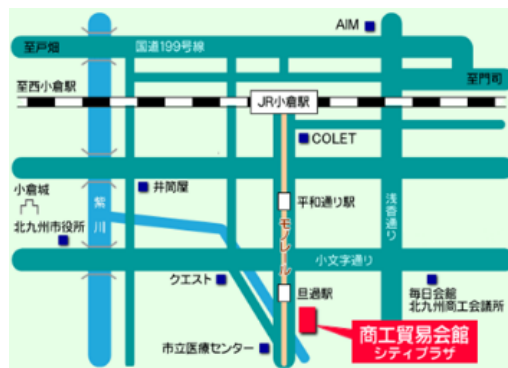 AIM
至戸畑
国道199号線
至門司
至西小倉駅
JR小倉駅
COLET
井筒屋
小倉城
紫川
平和通り駅
浅香通り
北九州市役所
モノレール
小文字通り
クエスト
旦過駅
毎日会館
北九州商工会議所
市立医療センター
商工貿易会館
シティプラザ